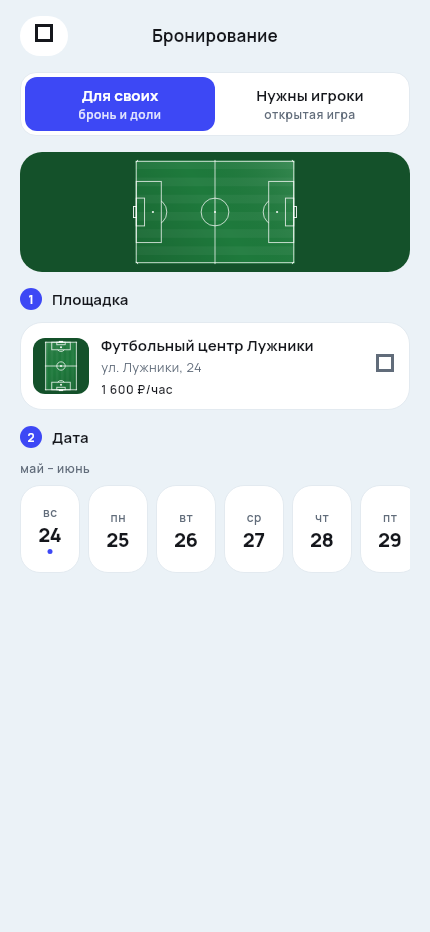 Бронирование
Для своих
бронь и доли
Нужны игроки
открытая игра
1 Площадка
Футбольный центр Лужники
ул. Лужники, 24
1 600 ₽/час
2 Дата
май – июнь
вс пн вт ср чт пт
24 25 26 27 28 29